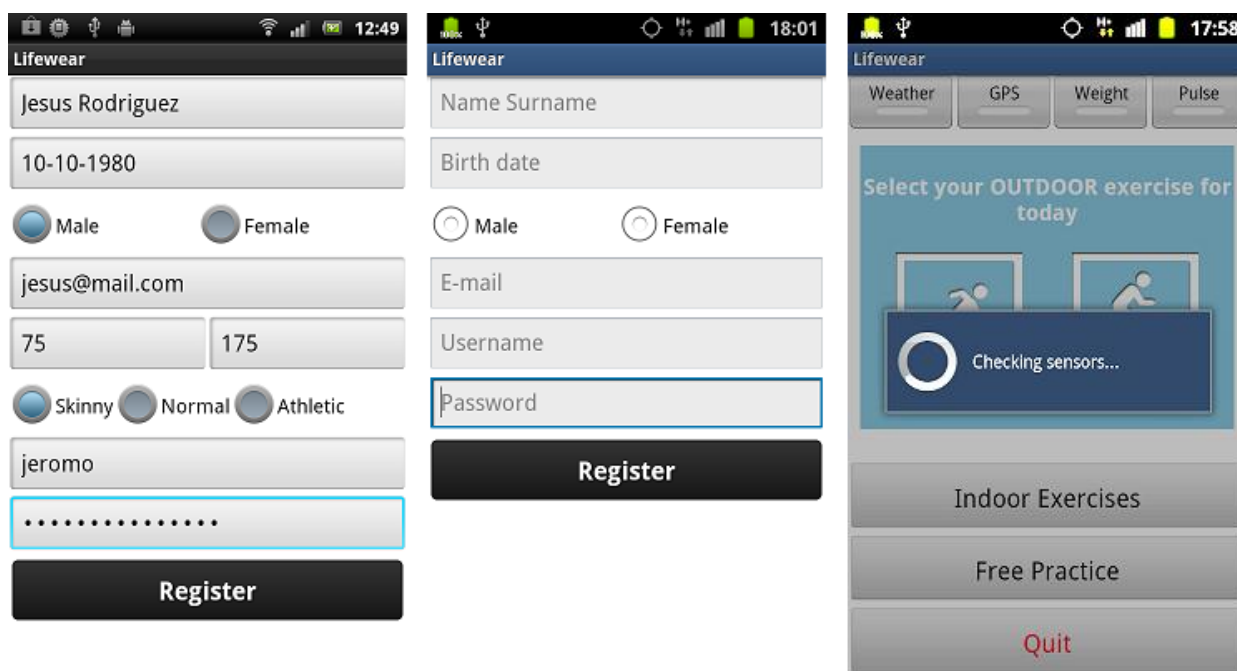 12:49
Lifewear
Jesus Rodriguez
10-10-1980
Male Female
jesus@mail.com
75 175
Skinny Normal Athletic
jeromo
•••••••••••••••
Register
100% H+ 18:01
Lifewear
Name Surname
Birth date
Male Female
E-mail
Username
Password
Register
100% H+ 17:58
Lifewear
Weather GPS Weight Pulse
Select your OUTDOOR exercise for
today
Checking sensors...
Indoor Exercises
Free Practice
Quit